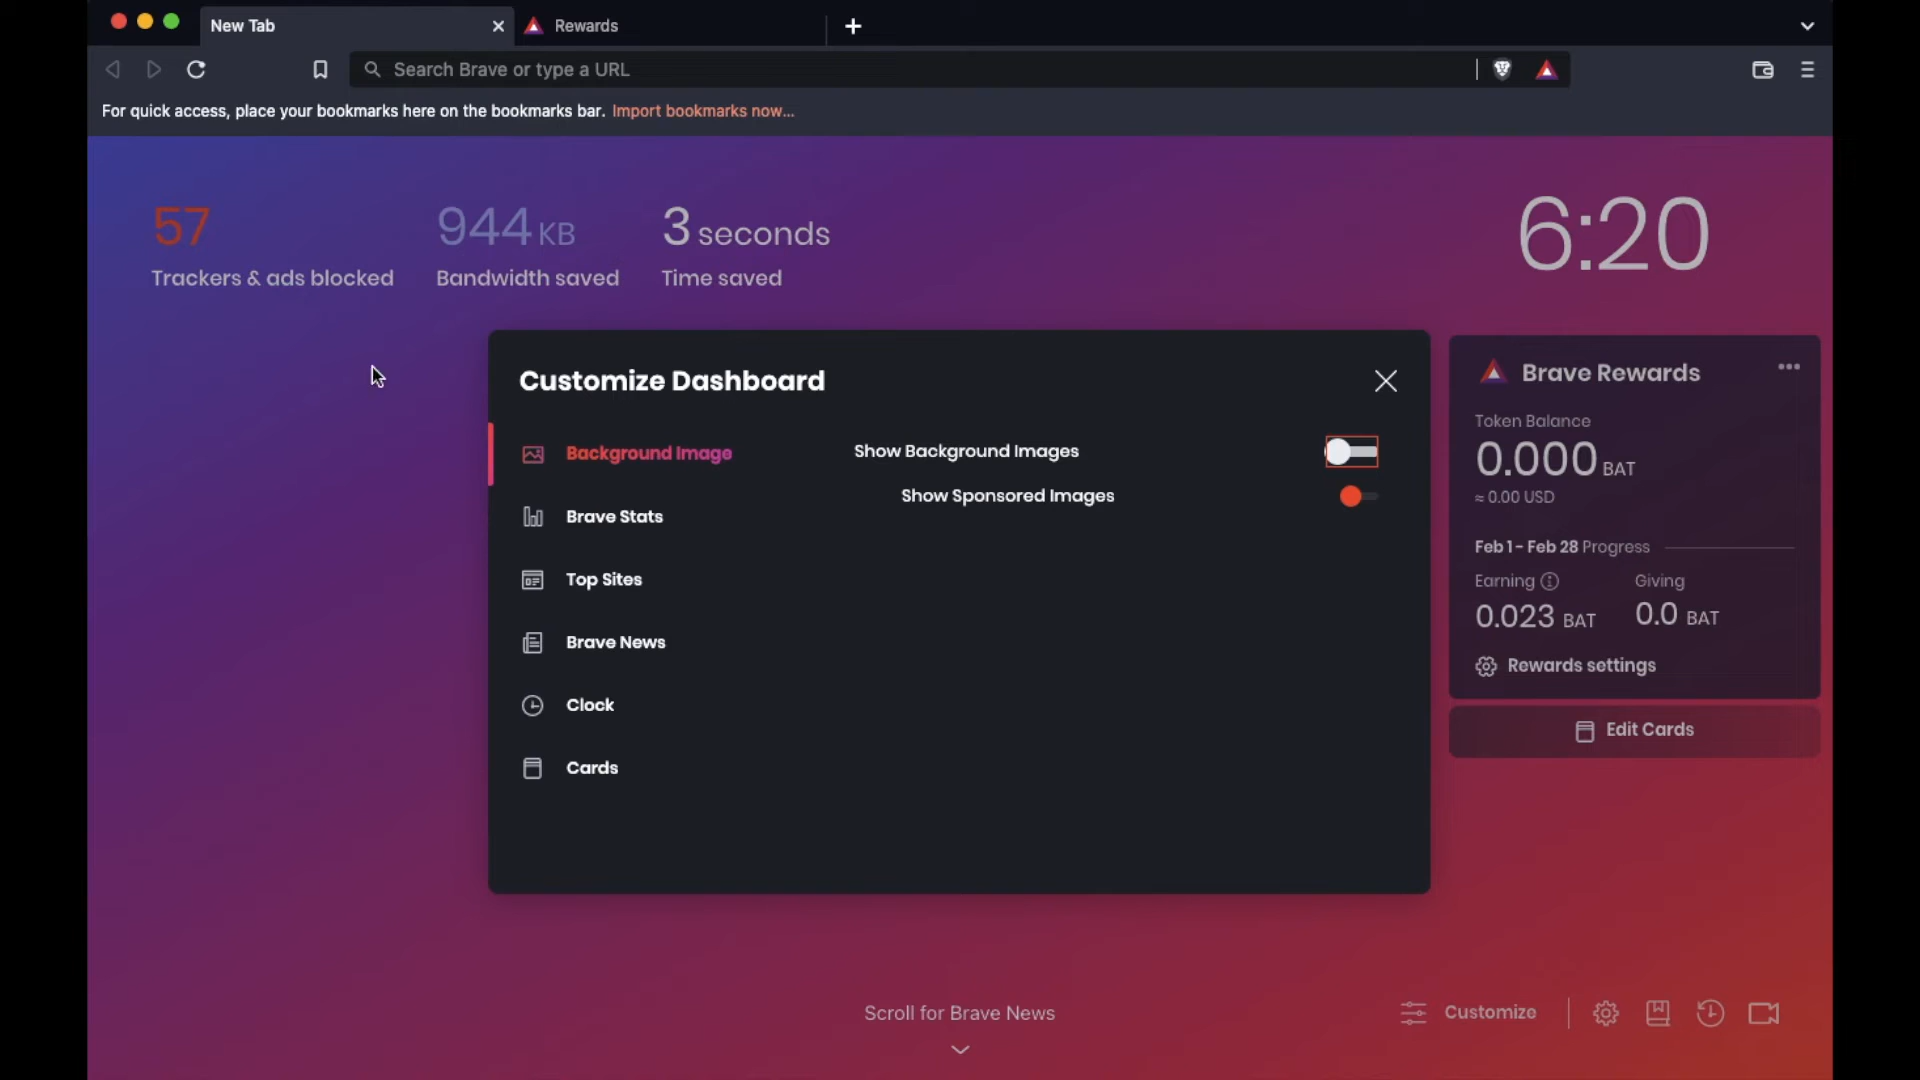 New Tab
Rewards
Search Brave or type a URL
For quick access, place your bookmarks here on the bookmarks bar. Import bookmarks now...
57
Trackers & ads blocked
944 KB
Bandwidth saved
3 seconds
Time saved
6:20
Customize Dashboard
Background Image
Brave Stats
Top Sites
Brave News
Clock
Cards
Show Background Images
Show Sponsored Images
Brave Rewards
Token Balance
0.000 BAT
≈ 0.00 USD
Feb 1 - Feb 28 Progress
Earning
0.023 BAT
Giving
0.0 BAT
Rewards settings
Edit Cards
Scroll for Brave News
Customize